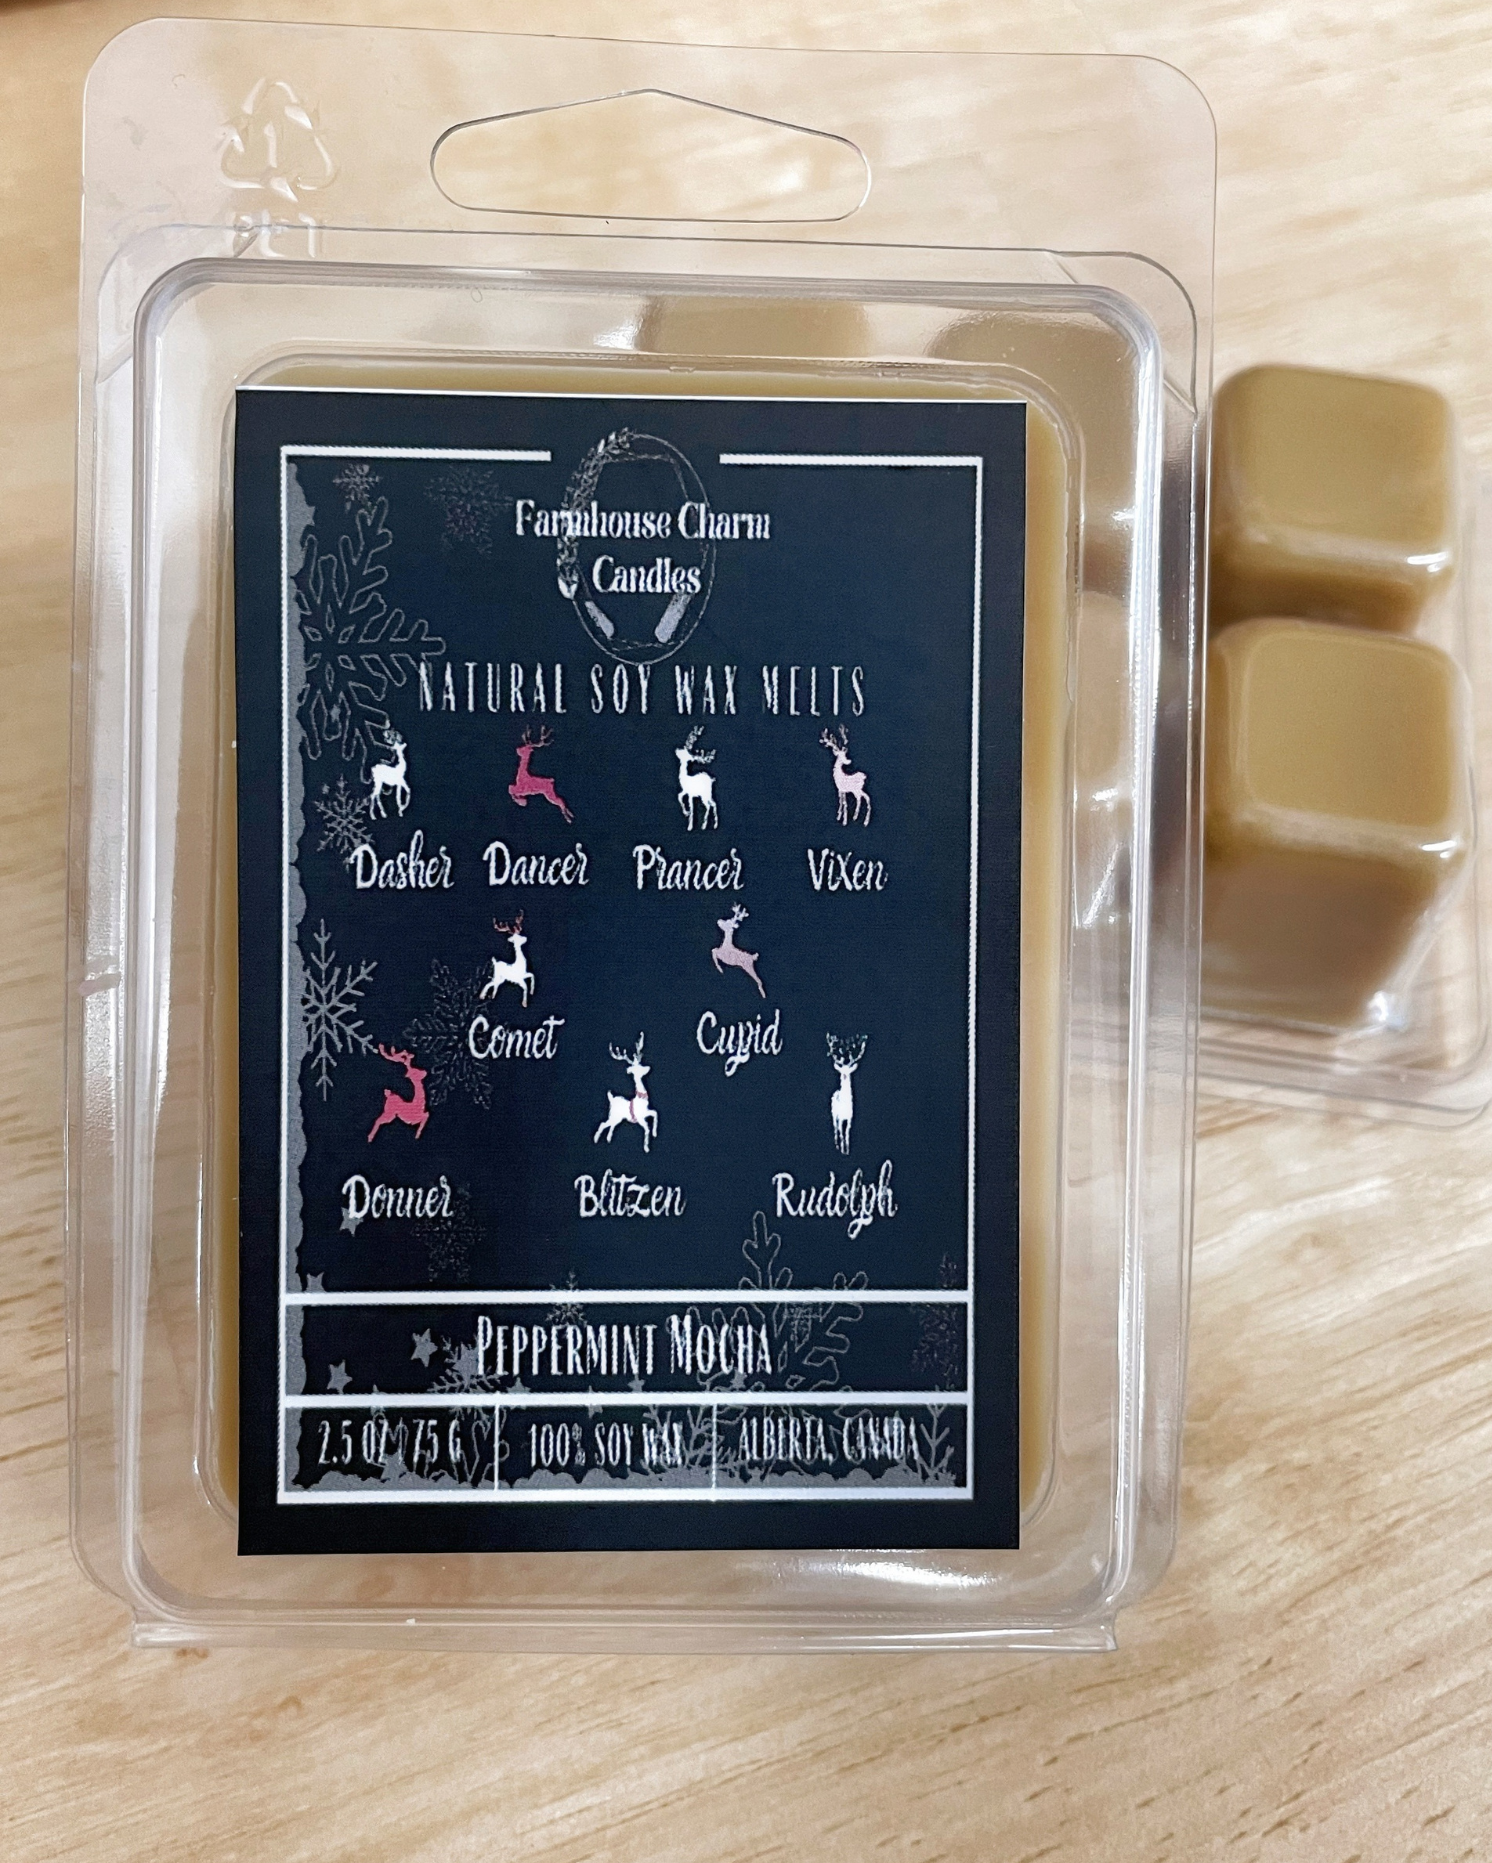 PET
Farmhouse Charm
Candles
NATURAL SOY WAX MELTS
Dasher Dancer Prancer Vixen
Comet Cupid
Donner Blitzen Rudolph
PEPPERMINT MOCHA
2.5 OZ | 75 G 100% SOY WAX ALBERTA, CANADA